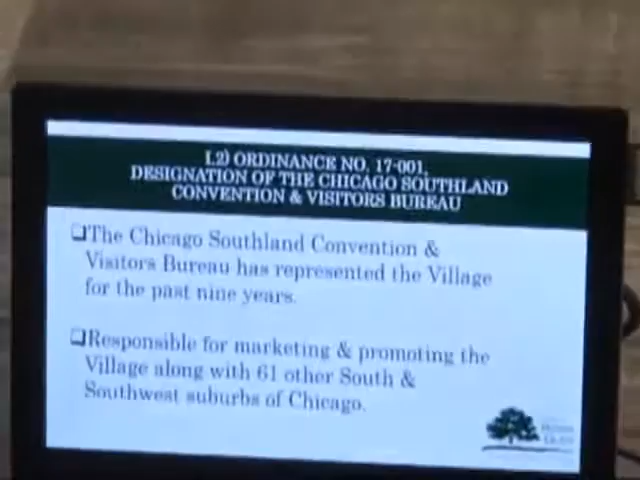 I.2) ORDINANCE NO. 17-001,
DESIGNATION OF THE CHICAGO SOUTHLAND
CONVENTION & VISITORS BUREAU
❑The Chicago Southland Convention &
Visitors Bureau has represented the Village
for the past nine years.
❑Responsible for marketing & promoting the
Village along with 61 other South &
Southwest suburbs of Chicago.